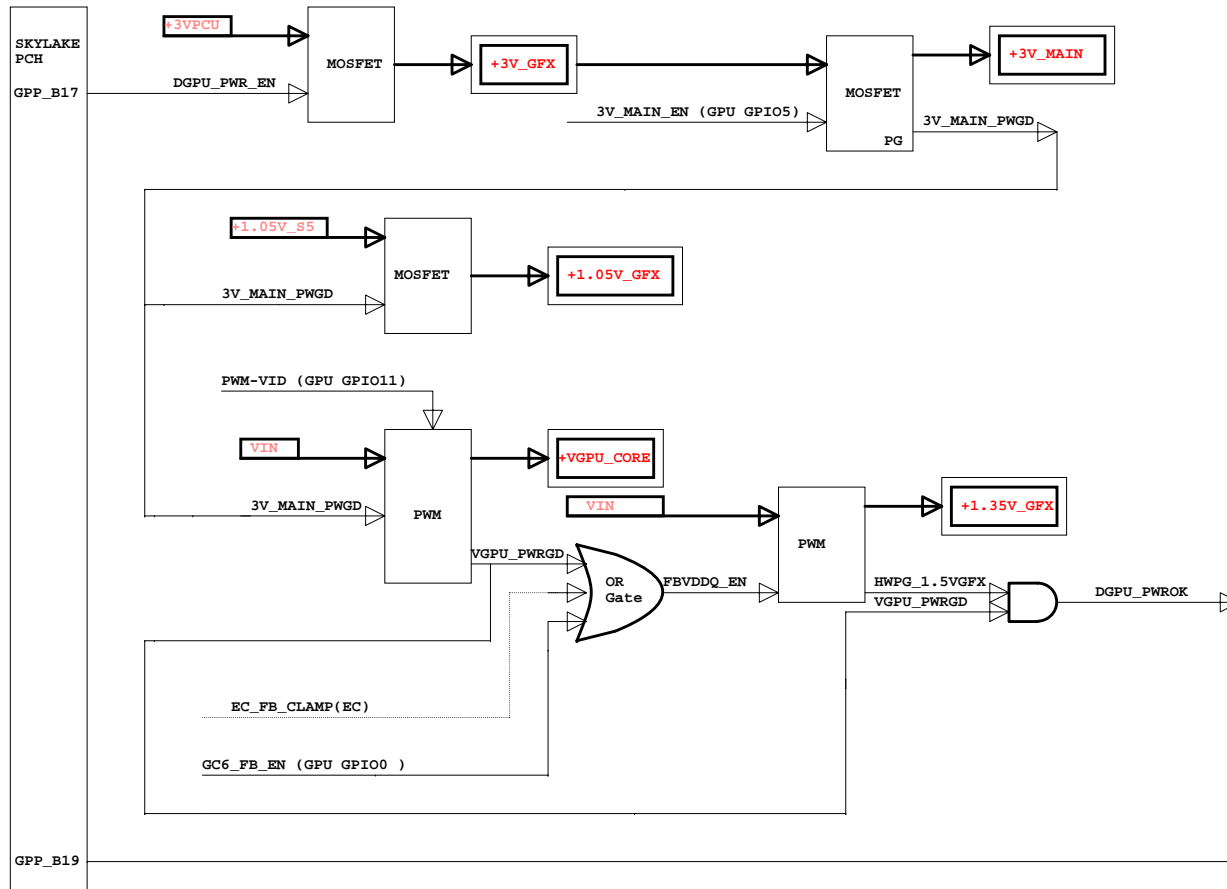 +3VPCU
SKYLAKE
PCH
MOSFET
+3V_GFX
+3V_MAIN
GPP_B17
DGPU_PWR_EN
MOSFET
3V_MAIN_EN (GPU GPIO5)
PG
3V_MAIN_PWGD
+1.05V_S5
MOSFET
+1.05V_GFX
3V_MAIN_PWGD
PWM-VID (GPU GPIO11)
VIN
+VGPU_CORE
3V_MAIN_PWGD
PWM
VIN
+1.35V_GFX
PWM
VGPU_PWRGD
OR
Gate
FBVDDQ_EN
HWPG_1.5VGFX
VGPU_PWRGD
DGPU_PWROK
EC_FB_CLAMP(EC)
GC6_FB_EN (GPU GPIO0 )
GPP_B19